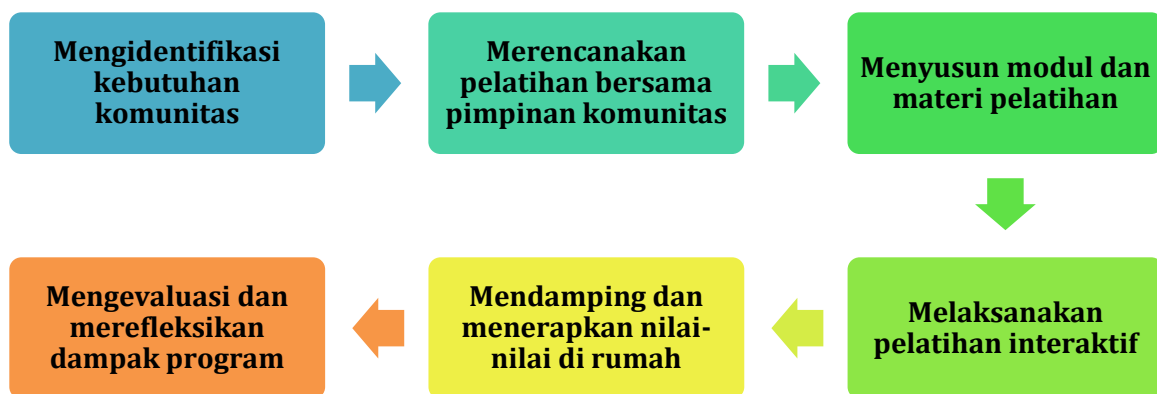 Mengidentifikasi
kebutuhan
komunitas
Merencanakan
pelatihan bersama
pimpinan komunitas
Menyusun modul dan
materi pelatihan
Melaksanakan
pelatihan interaktif
Mendamping dan
menerapkan nilai-
nilai di rumah
Mengevaluasi dan
merefleksikan
dampak program